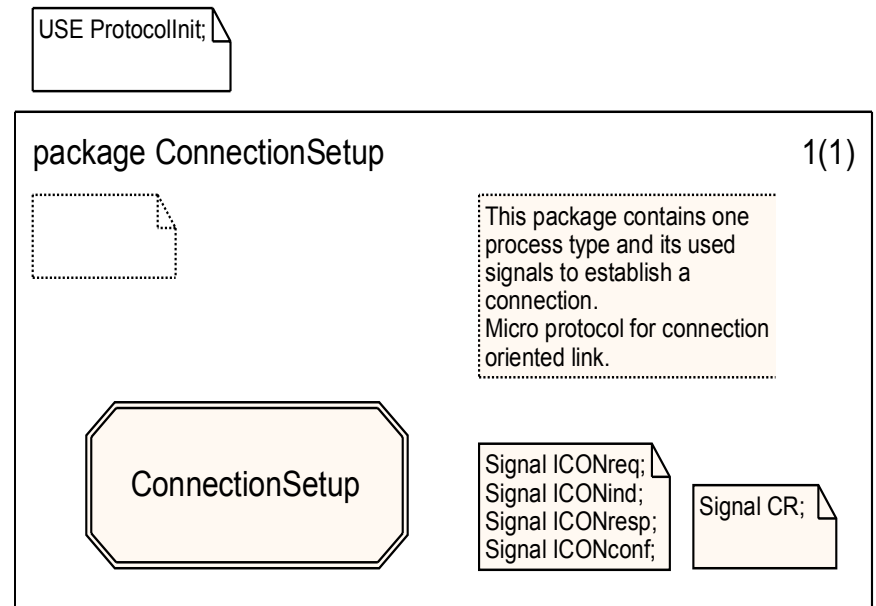 USE ProtocolInit;
package ConnectionSetup 1(1)
This package contains one
process type and its used
signals to establish a
connection.
Micro protocol for connection
oriented link.
ConnectionSetup
Signal ICONreq;
Signal ICONind;
Signal ICONresp;
Signal ICONconf;
Signal CR;